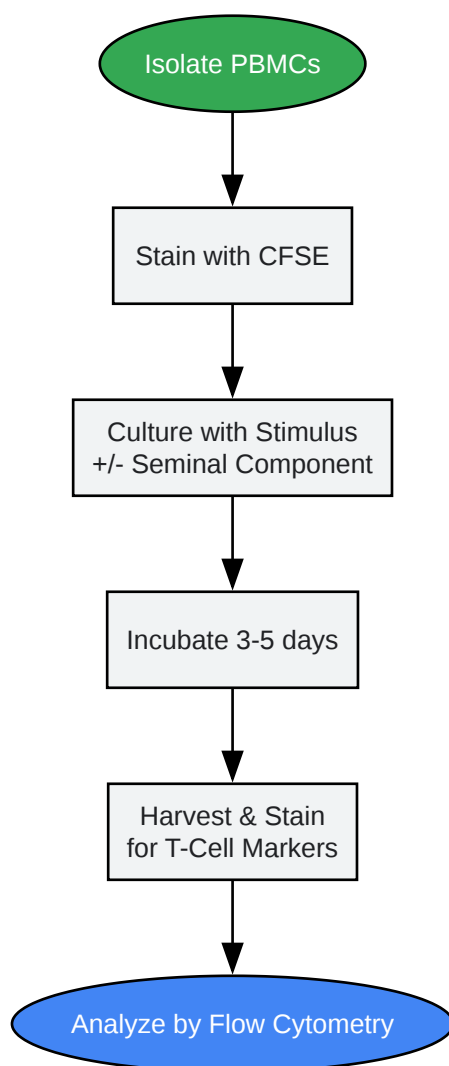 Isolate PBMCs
Stain with CFSE
Culture with Stimulus
+/- Seminal Component
Incubate 3-5 days
Harvest & Stain
for T-Cell Markers
Analyze by Flow Cytometry